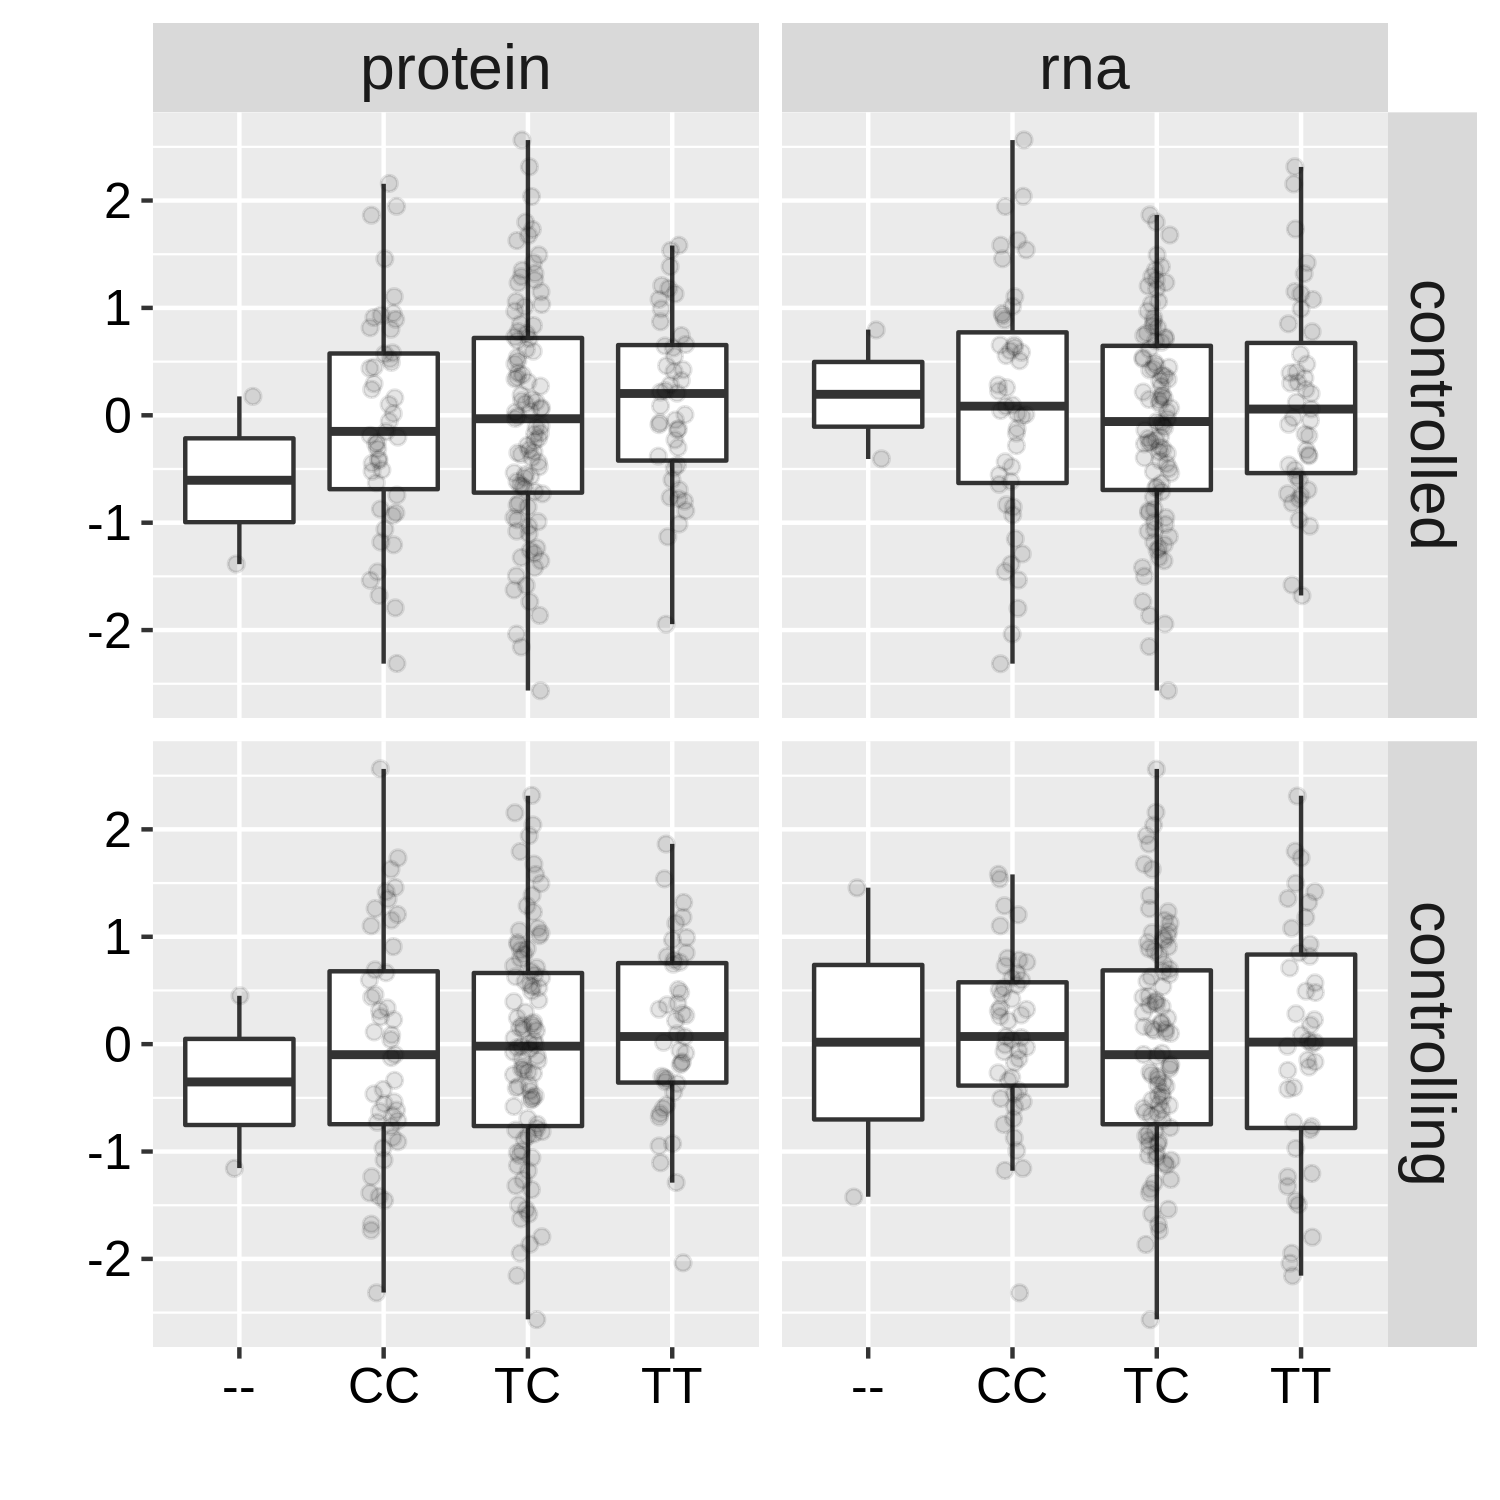 protein
rna
2
1
0
-1
-2
controlled
2
1
0
-1
-2
controlling
-- CC TC TT
-- CC TC TT